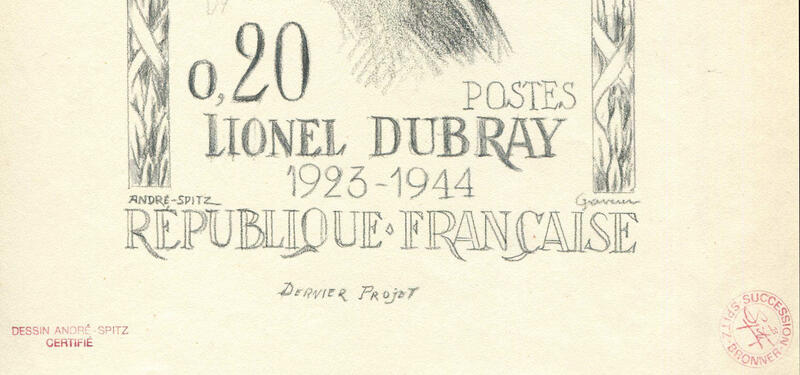 0,20
POSTES
LIONEL DUBRAY
1923-1944
ANDRÉ-SPITZ
Graveur
RÉPUBLIQUE FRANÇAISE
DERNIER PROJET
DESSIN ANDRÉ-SPITZ
CERTIFIÉ
SUCCESSION SPITZ-BRONNER